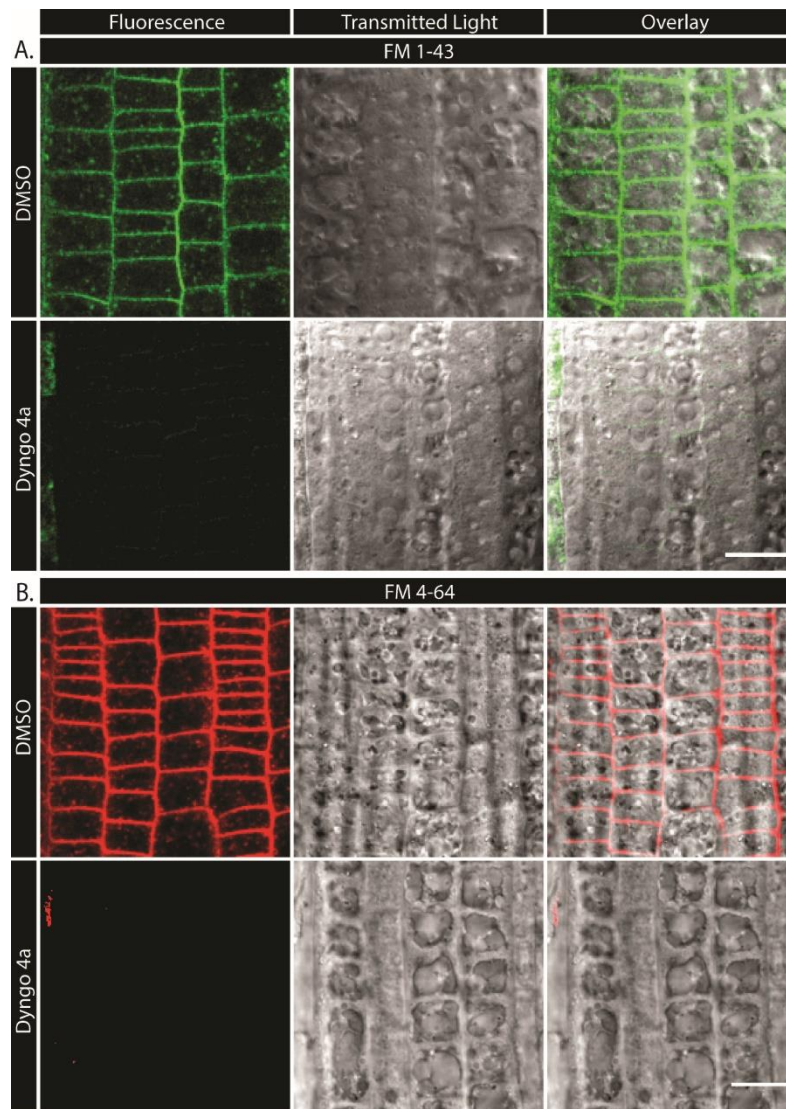 Fluorescence Transmitted Light Overlay
A. FM 1-43
DMSO
Dyngo 4a
B. FM 4-64
DMSO
Dyngo 4a